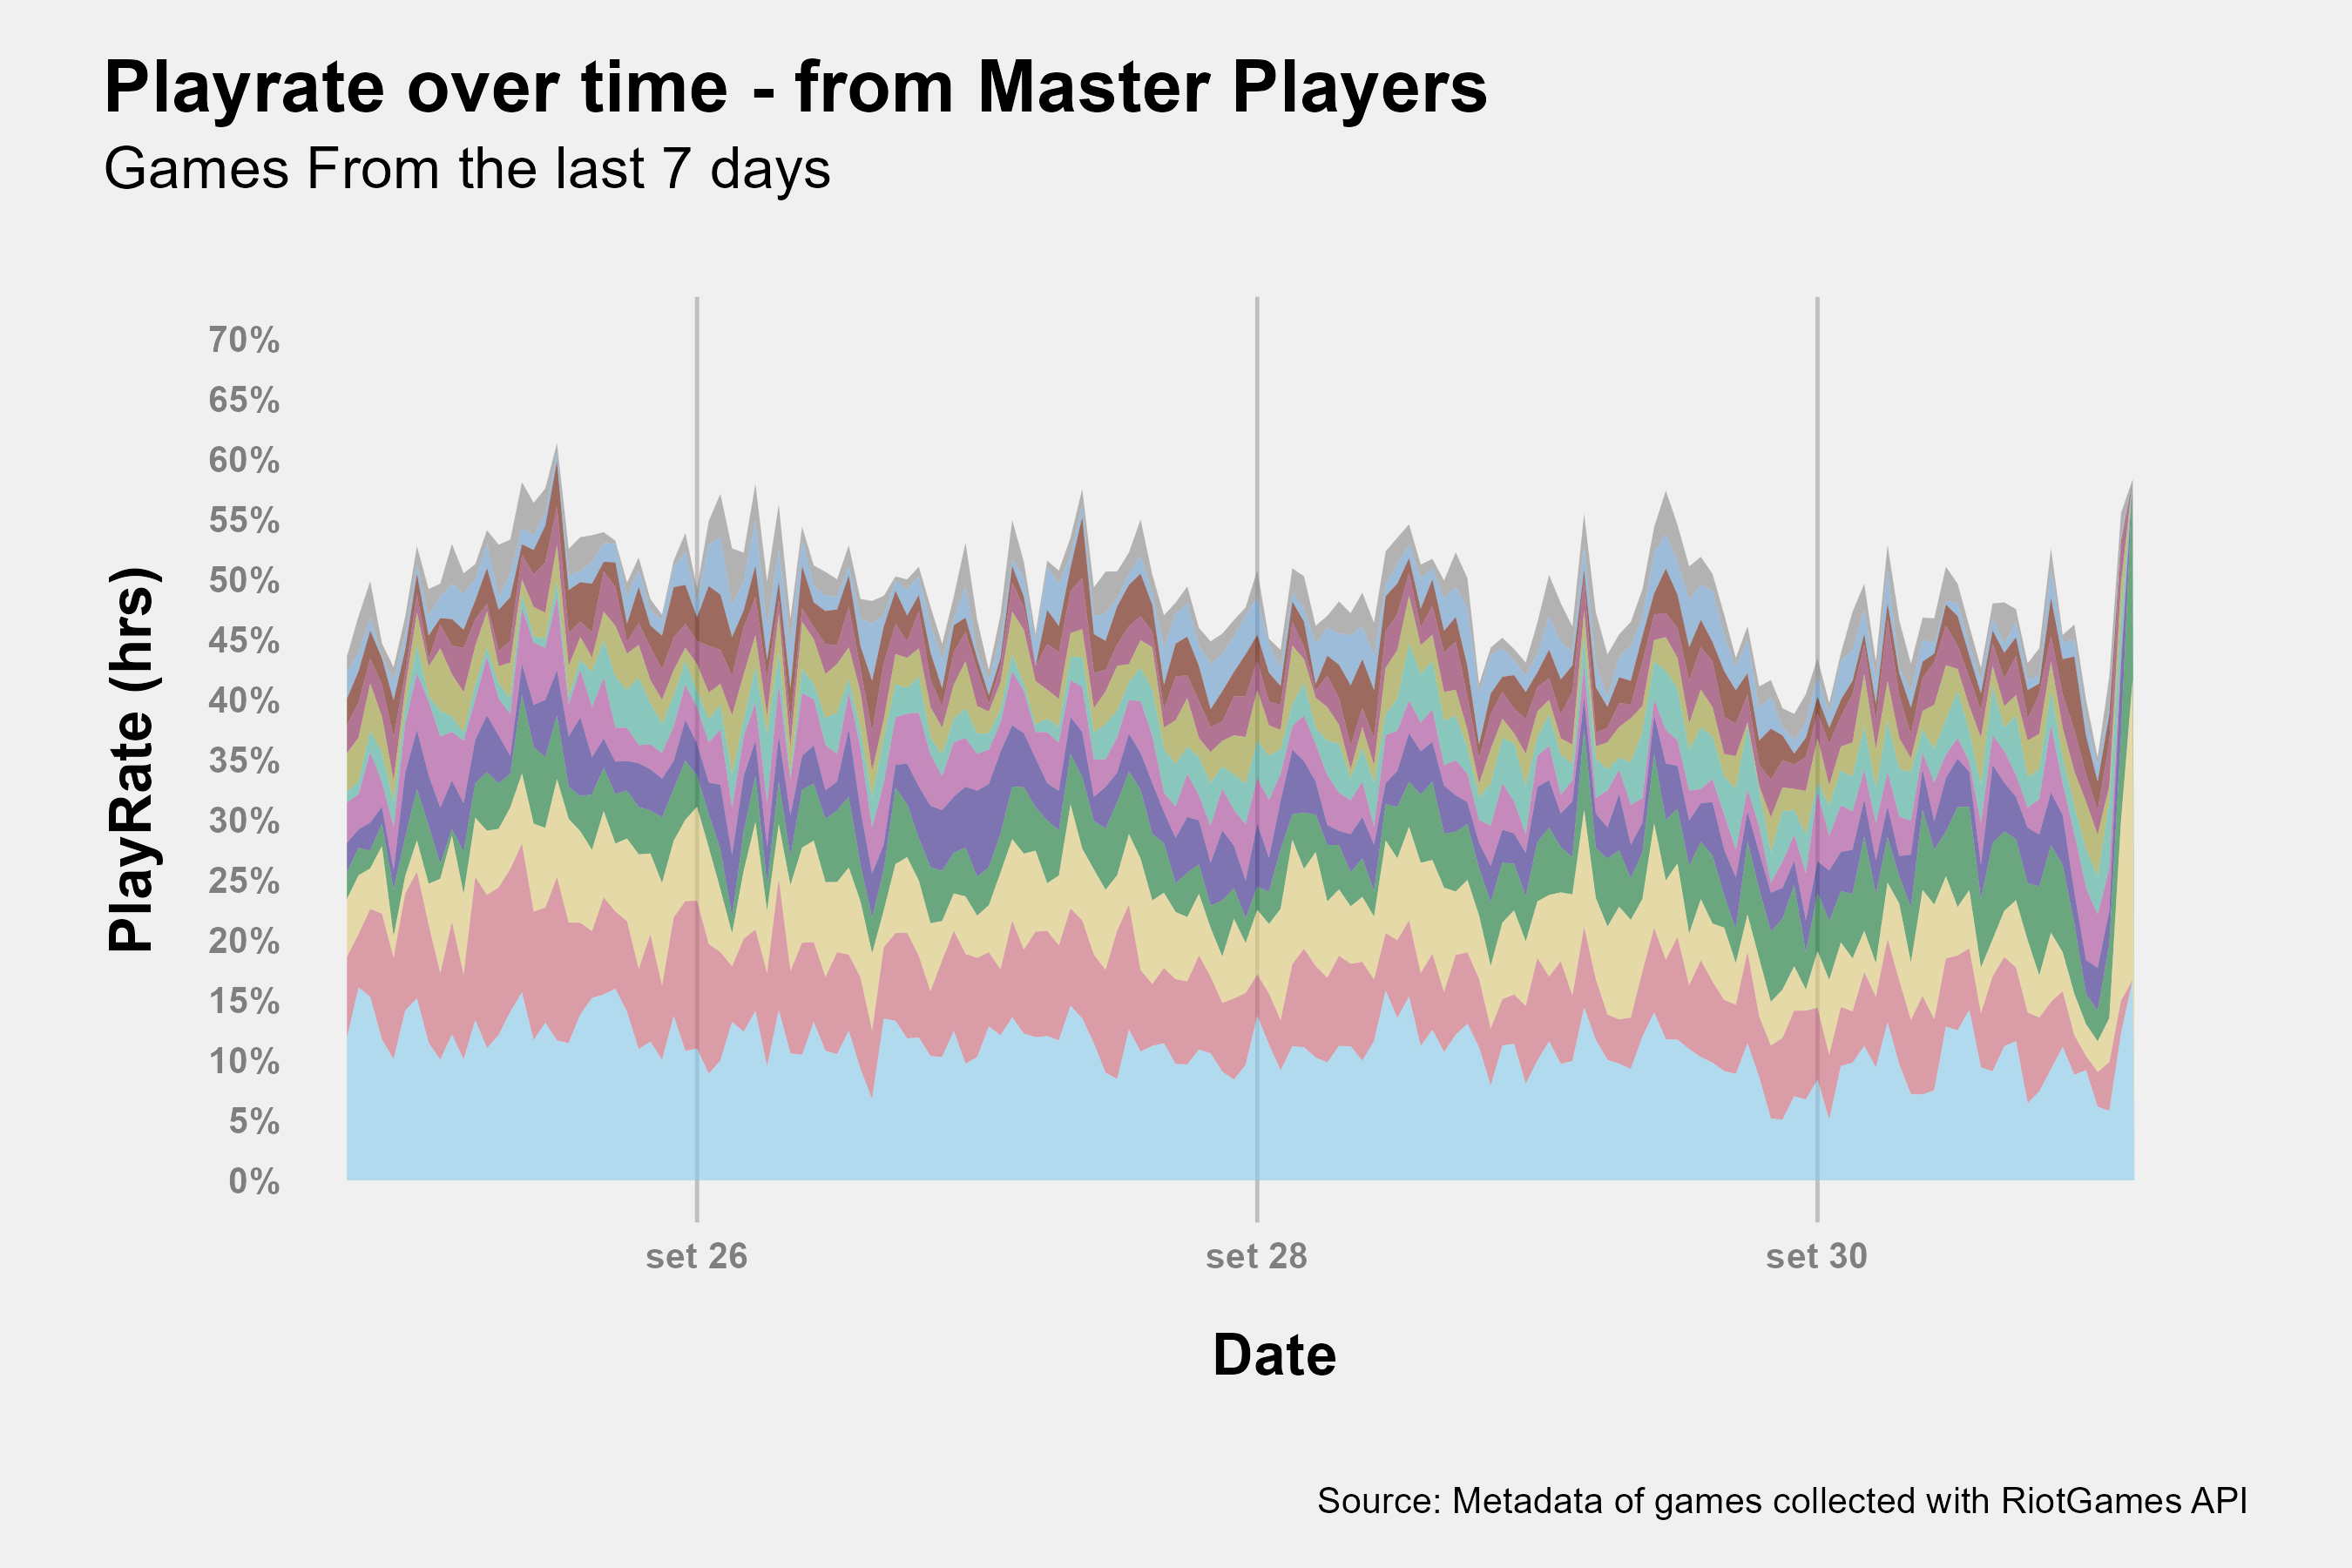 Playrate over time - from Master Players
Games From the last 7 days
70%
65%
60%
55%
50%
45%
40%
35%
30%
25%
20%
15%
10%
5%
0%
PlayRate (hrs)
set 26
set 28
set 30
Date
Source: Metadata of games collected with RiotGames API